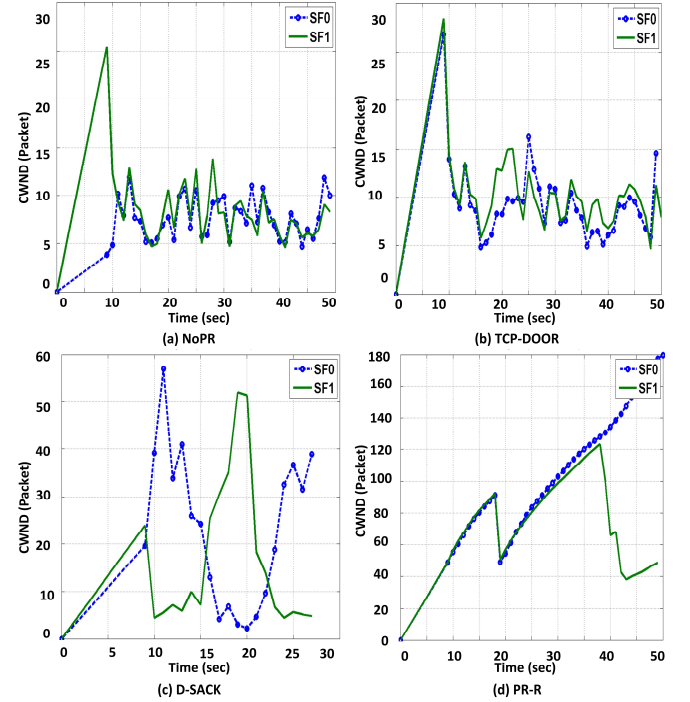 30
25
20
15
10
5
0
CWND (Packet)
SF0
SF1
0 10 20 30 40 50
Time (sec)
(a) NoPR
30
25
20
15
10
5
0
CWND (Packet)
SF0
SF1
0 10 20 30 40 50
Time (sec)
(b) TCP-DOOR
60
50
40
30
20
10
0
CWND (Packet)
SF0
SF1
0 5 10 15 20 25 30
Time (sec)
(c) D-SACK
180
160
140
120
100
80
60
40
20
0
CWND (Packet)
SF0
SF1
0 10 20 30 40 50
Time (sec)
(d) PR-R